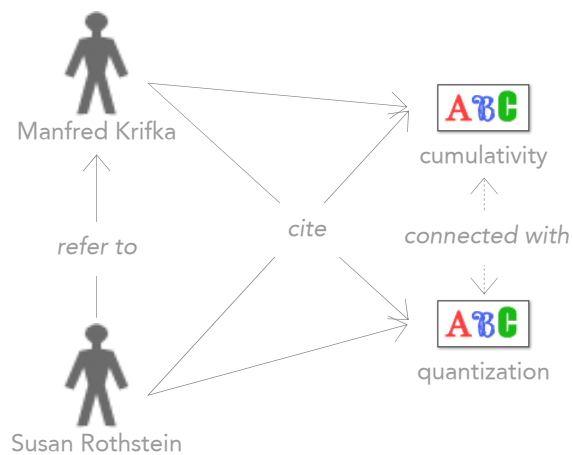 ABC
Manfred Krifka
cumulativity
cite
refer to
connected with
ABC
quantization
Susan Rothstein